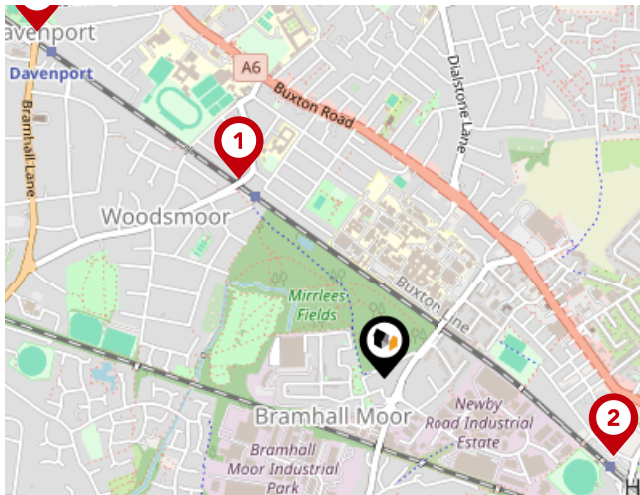 avenport
Davenport
A6
Buxton Road
Dialstone Lane
Bramhall Lane
1
Woodsmoor
Mirrlees
Fields
Buxton Line
Bramhall Moor
Newby
Road Industrial
Estate
2
Bramhall
Moor Industrial
Park
H